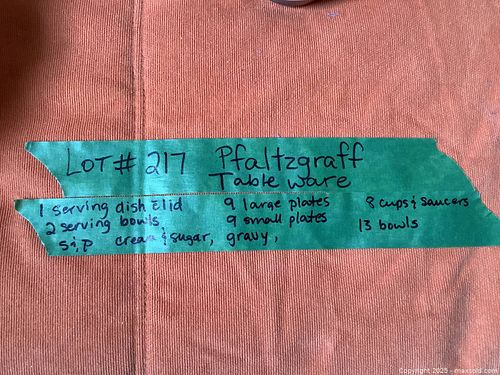 LOT # 217 Pfaltzgraff
Table ware
1 serving dish & lid 9 large plates 8 cups & saucers
2 serving bowls 9 small plates 13 bowls
S & P cream & sugar, gravy,
Copyright 2025 - maxsold.com